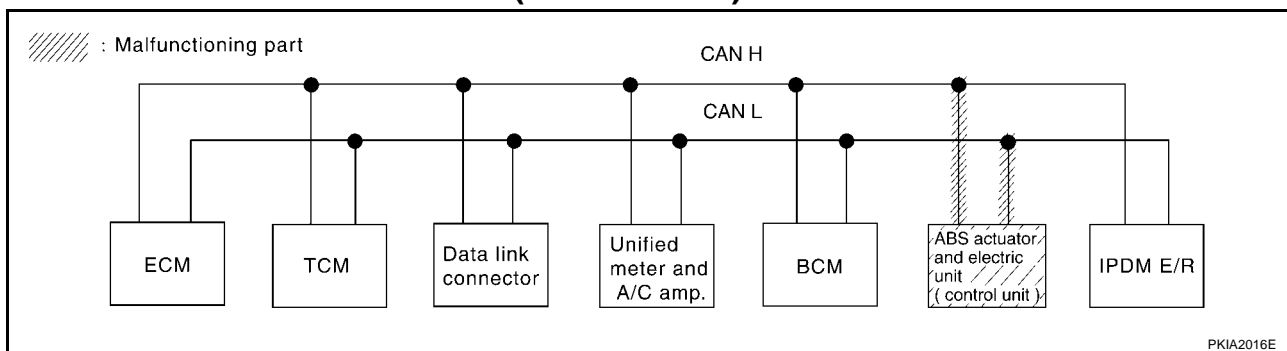 : Malfunctioning part
CAN H
CAN L
ECM
TCM
Data link
connector
Unified
meter and
A/C amp.
BCM
ABS actuator
and electric
unit
( control unit )
IPDM E/R
PKIA2016E